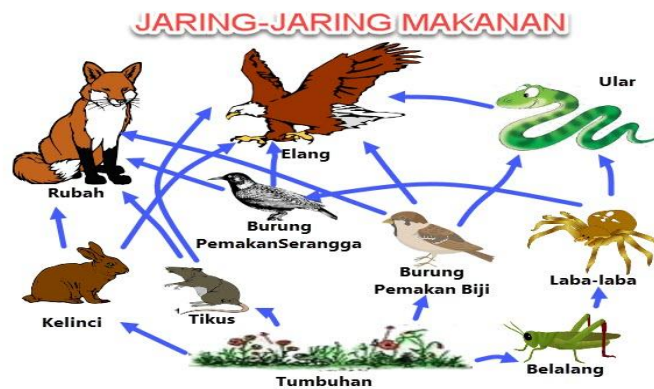 JARING-JARING MAKANAN
Ular
Elang
Rubah
Burung
PemakanSerangga
Burung
Pemakan Biji
Laba-laba
Kelinci
Tikus
Belalang
Tumbuhan